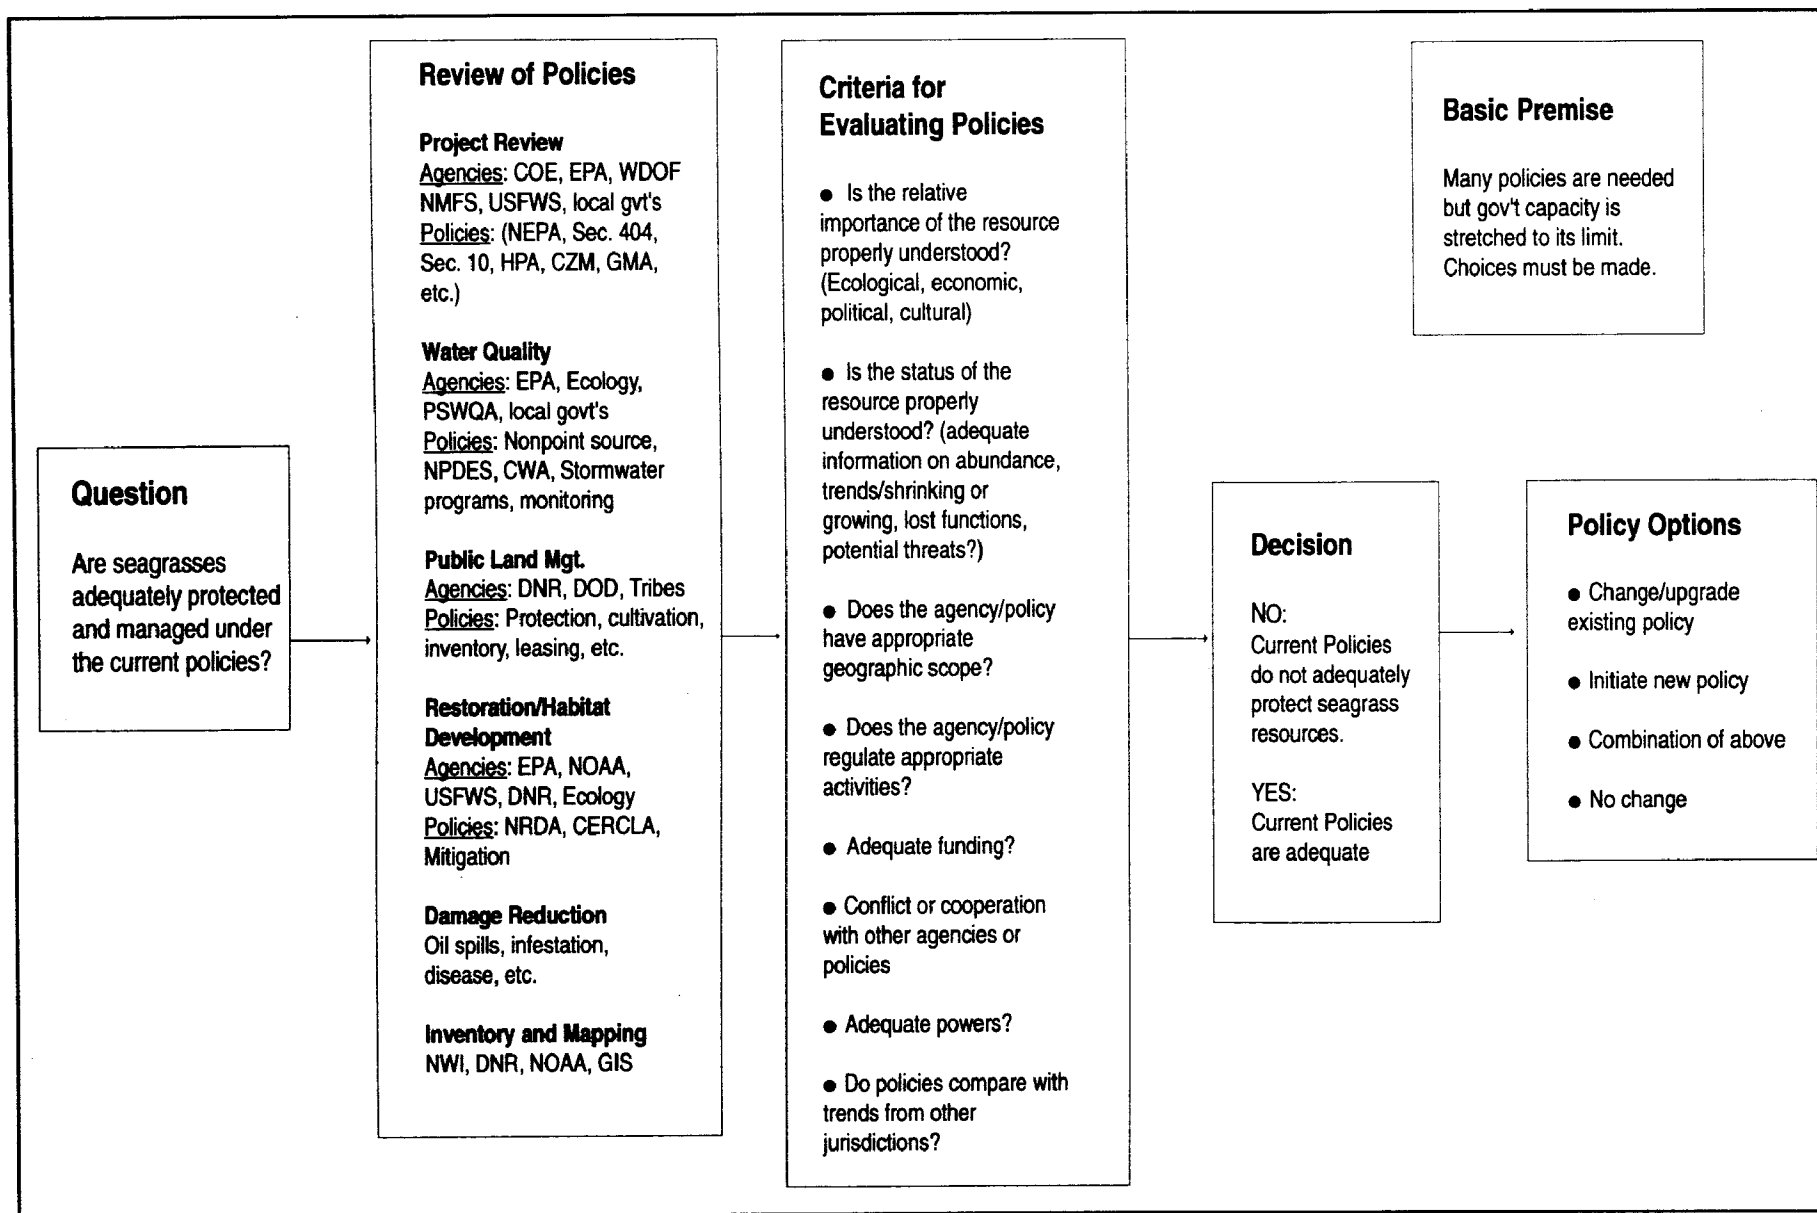 Question
Are seagrasses
adequately protected
and managed under
the current policies?
Review of Policies
Project Review
Agencies: COE, EPA, WDOF
NMFS, USFWS, local gvt's
Policies: (NEPA, Sec. 404,
Sec. 10, HPA, CZM, GMA,
etc.)
Water Quality
Agencies: EPA, Ecology,
PSWQA, local govt's
Policies: Nonpoint source,
NPDES, CWA, Stormwater
programs, monitoring
Public Land Mgt.
Agencies: DNR, DOD, Tribes
Policies: Protection, cultivation,
inventory, leasing, etc.
Restoration/Habitat
Development
Agencies: EPA, NOAA,
USFWS, DNR, Ecology
Policies: NRDA, CERCLA,
Mitigation
Damage Reduction
Oil spills, infestation,
disease, etc.
Inventory and Mapping
NWI, DNR, NOAA, GIS
Criteria for
Evaluating Policies
● Is the relative
importance of the resource
properly understood?
(Ecological, economic,
political, cultural)
● Is the status of the
resource properly
understood? (adequate
information on abundance,
trends/shrinking or
growing, lost functions,
potential threats?)
● Does the agency/policy
have appropriate
geographic scope?
● Does the agency/policy
regulate appropriate
activities?
● Adequate funding?
● Conflict or cooperation
with other agencies or
policies
● Adequate powers?
● Do policies compare with
trends from other
jurisdictions?
Basic Premise
Many policies are needed
but gov't capacity is
stretched to its limit.
Choices must be made.
Decision
NO:
Current Policies
do not adequately
protect seagrass
resources.
YES:
Current Policies
are adequate
Policy Options
● Change/upgrade
existing policy
● Initiate new policy
● Combination of above
● No change